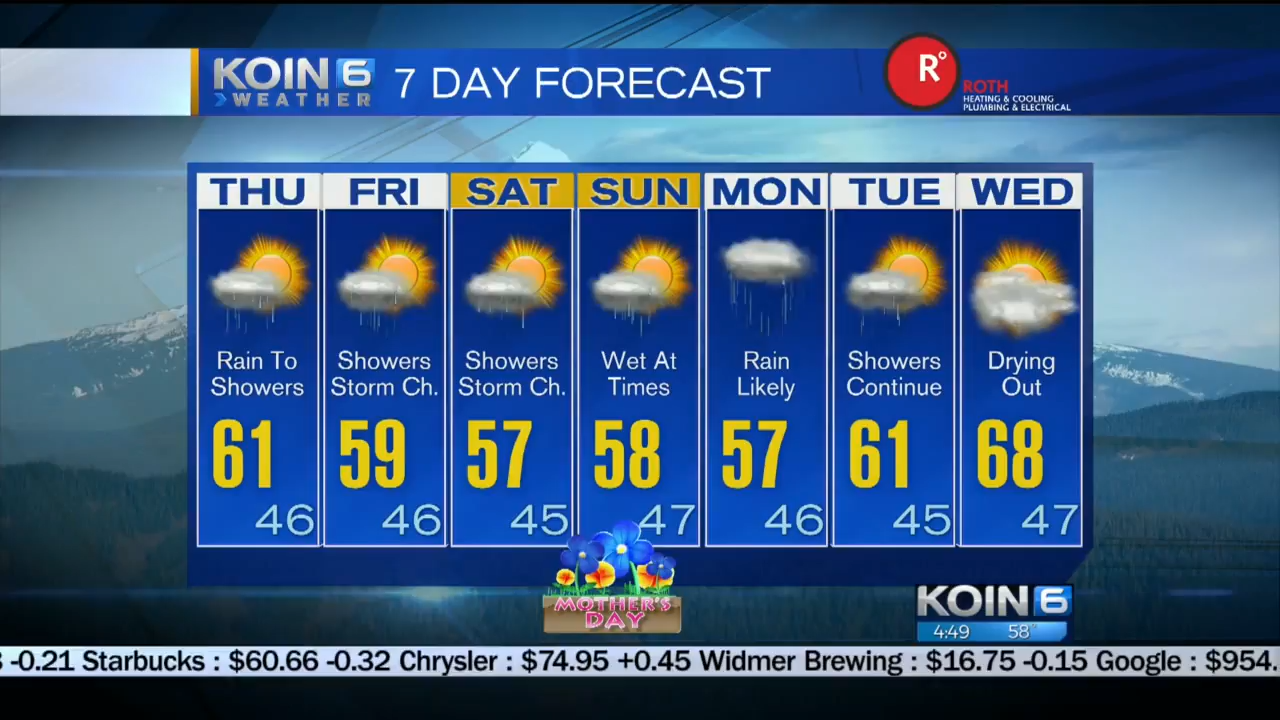 KOIN 6
WEATHER
7 DAY FORECAST
R°
ROTH
HEATING & COOLING
PLUMBING & ELECTRICAL
THU
Rain To
Showers
61
46
FRI
Showers
Storm Ch.
59
46
SAT
Showers
Storm Ch.
57
45
SUN
Wet At
Times
58
47
MON
Rain
Likely
57
46
TUE
Showers
Continue
61
45
WED
Drying
Out
68
47
MOTHER'S
DAY
KOIN 6
4:49 58°
-0.21 Starbucks : $60.66 -0.32 Chrysler : $74.95 +0.45 Widmer Brewing : $16.75 -0.15 Google : $954.